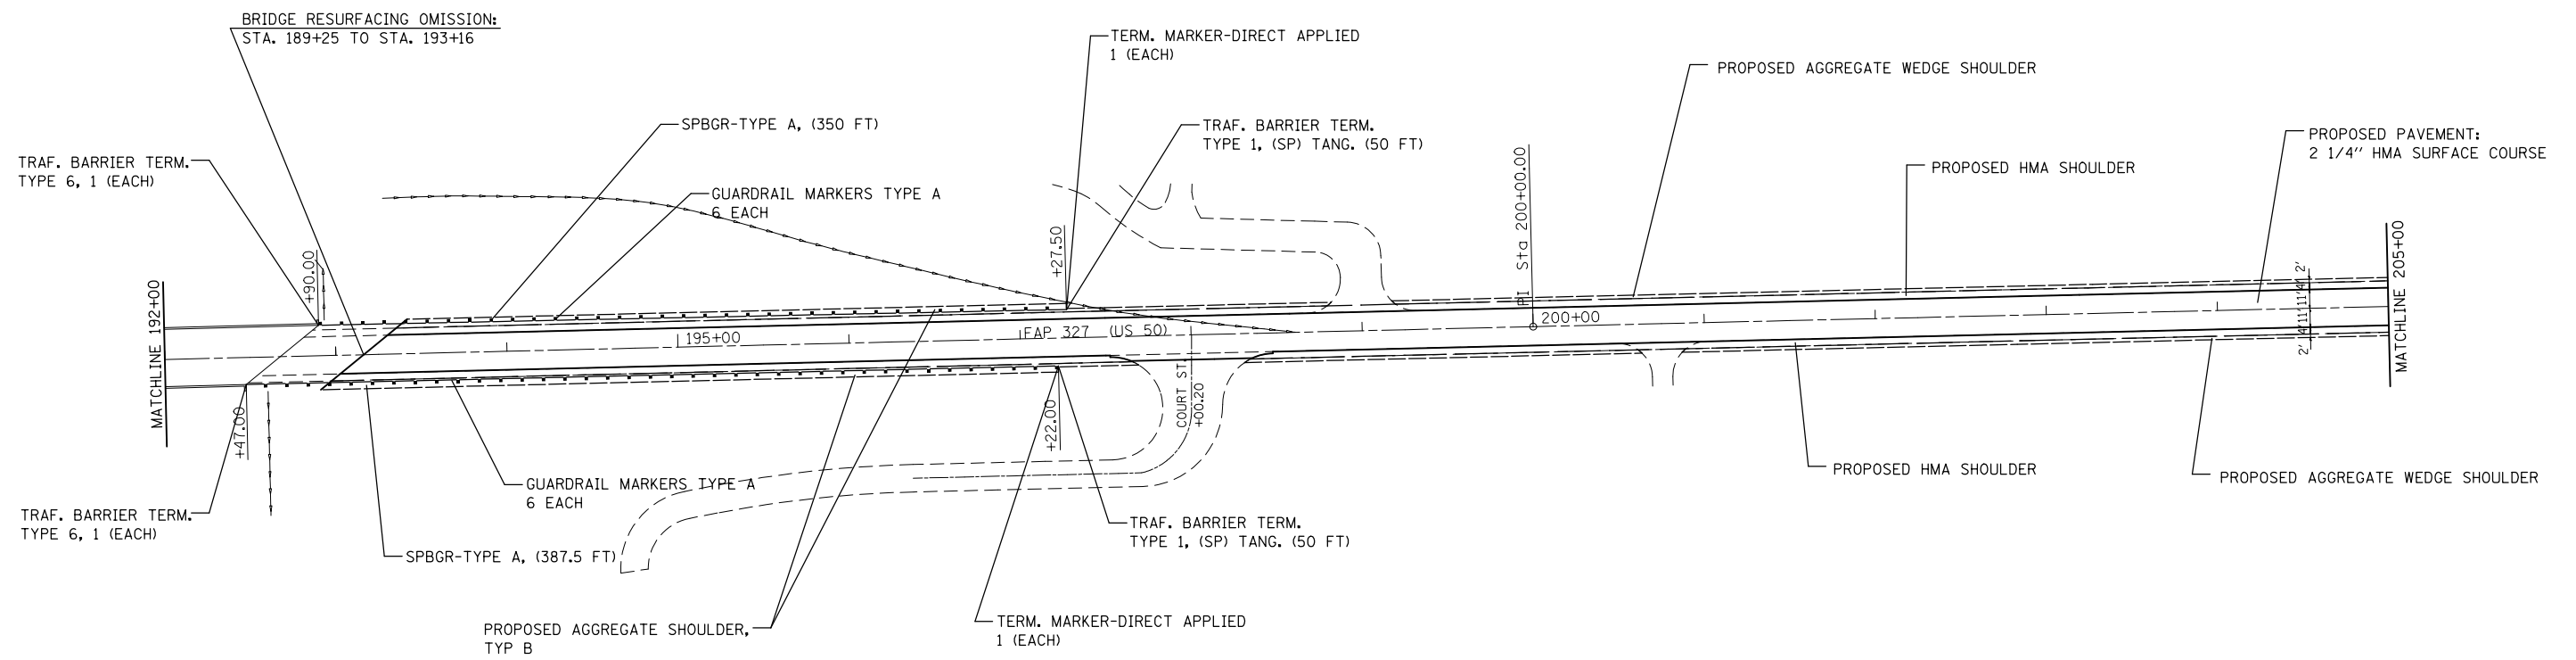 BRIDGE RESURFACING OMISSION:
STA. 189+25 TO STA. 193+16
TERM. MARKER-DIRECT APPLIED
1 (EACH)
PROPOSED AGGREGATE WEDGE SHOULDER
SPBGR-TYPE A, (350 FT)
TRAF. BARRIER TERM.
TYPE 1, (SP) TANG. (50 FT)
PROPOSED PAVEMENT:
2 1/4" HMA SURFACE COURSE
TRAF. BARRIER TERM.
TYPE 6, 1 (EACH)
PROPOSED HMA SHOULDER
GUARDRAIL MARKERS TYPE A
6 EACH
+90.00
+27.50
PI Sta 200+00.00
MATCHLINE 192+00
MATCHLINE 205+00
2'
4'
11'
11'
4'
2'
200+00
195+00
FAP 327 (US 50)
COURT ST.
+00.20
+47.00
+22.00
PROPOSED HMA SHOULDER
PROPOSED AGGREGATE WEDGE SHOULDER
GUARDRAIL MARKERS TYPE A
6 EACH
TRAF. BARRIER TERM.
TYPE 6, 1 (EACH)
TRAF. BARRIER TERM.
TYPE 1, (SP) TANG. (50 FT)
SPBGR-TYPE A, (387.5 FT)
PROPOSED AGGREGATE SHOULDER,
TYP B
TERM. MARKER-DIRECT APPLIED
1 (EACH)